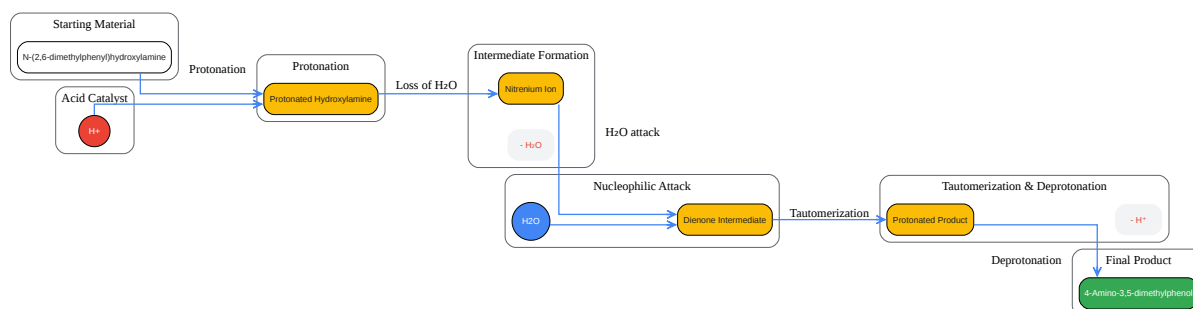 Starting Material
N-(2,6-dimethylphenyl)hydroxylamine
Acid Catalyst
H+
Protonation
Protonation
Protonated Hydroxylamine
Loss of H₂O
Intermediate Formation
Nitrenium Ion
- H₂O
H₂O attack
Nucleophilic Attack
H2O
Dienone Intermediate
Tautomerization
Tautomerization & Deprotonation
Protonated Product
- H⁺
Deprotonation
Final Product
4-Amino-3,5-dimethylphenol